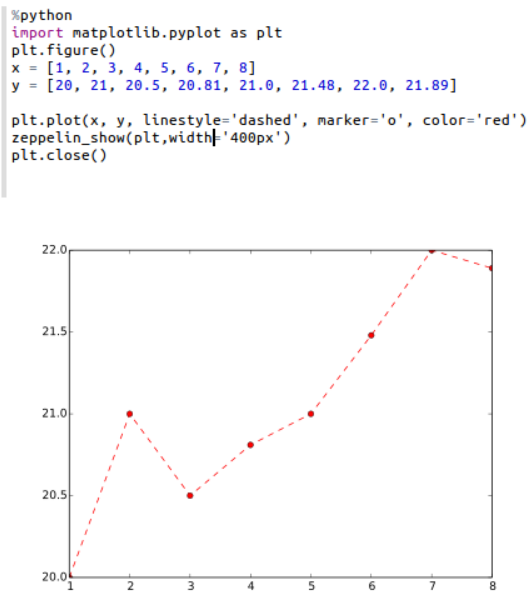 %python
import matplotlib.pyplot as plt
plt.figure()
x = [1, 2, 3, 4, 5, 6, 7, 8]
y = [20, 21, 20.5, 20.81, 21.0, 21.48, 22.0, 21.89]
plt.plot(x, y, linestyle='dashed', marker='o', color='red')
zeppelin_show(plt,width='400px')
plt.close()
22.0
21.5
21.0
20.5
20.0
1 2 3 4 5 6 7 8